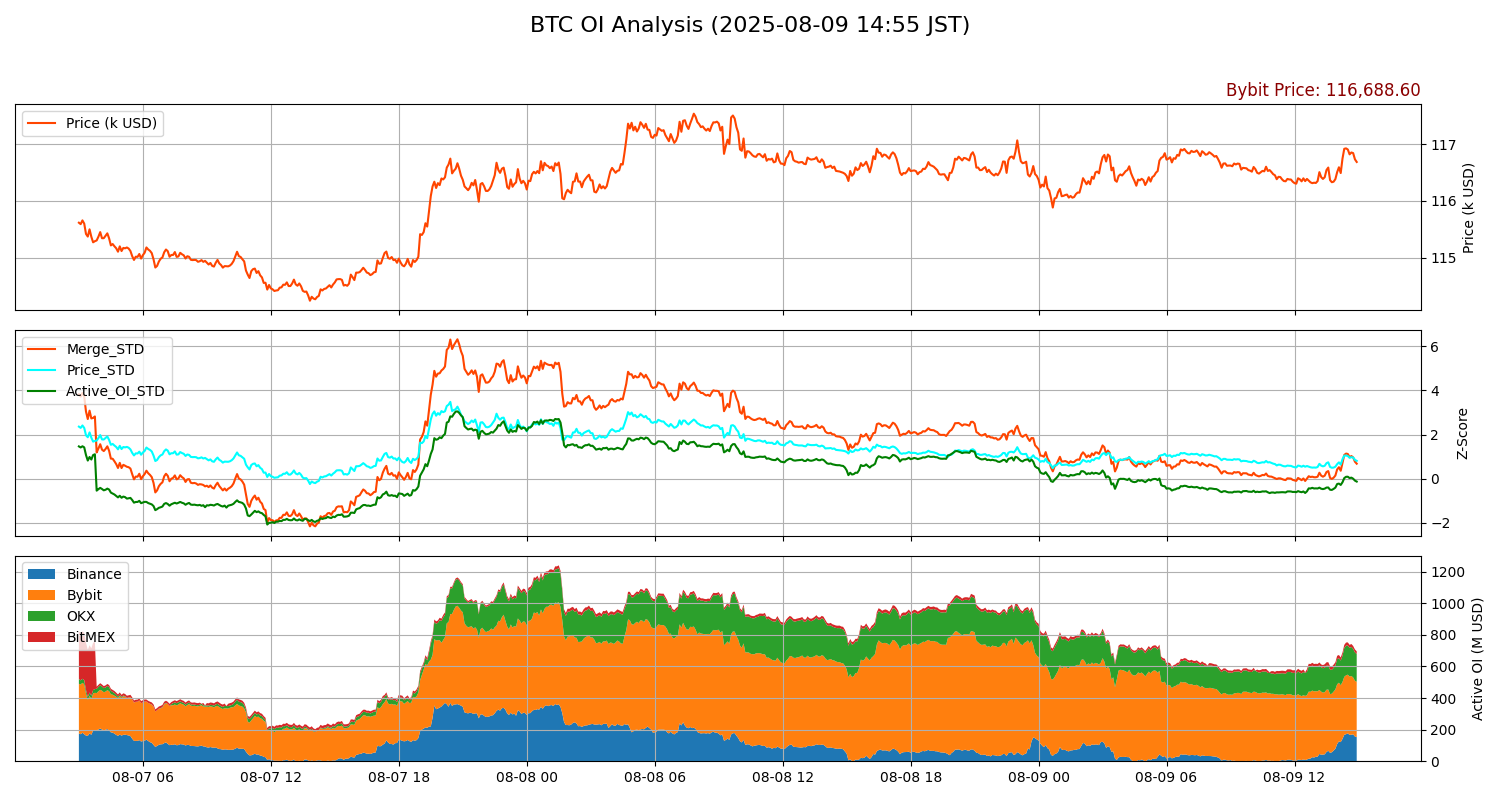 BTC OI Analysis (2025-08-09 14:55 JST)
Bybit Price: 116,688.60
Price (k USD)
117
116
115
Price (k USD)
Merge_STD
Price_STD
Active_OI_STD
6
4
2
0
−2
Z-Score
Binance
Bybit
OKX
BitMEX
1200
1000
800
600
400
200
0
Active OI (M USD)
08-07 06
08-07 12
08-07 18
08-08 00
08-08 06
08-08 12
08-08 18
08-09 00
08-09 06
08-09 12